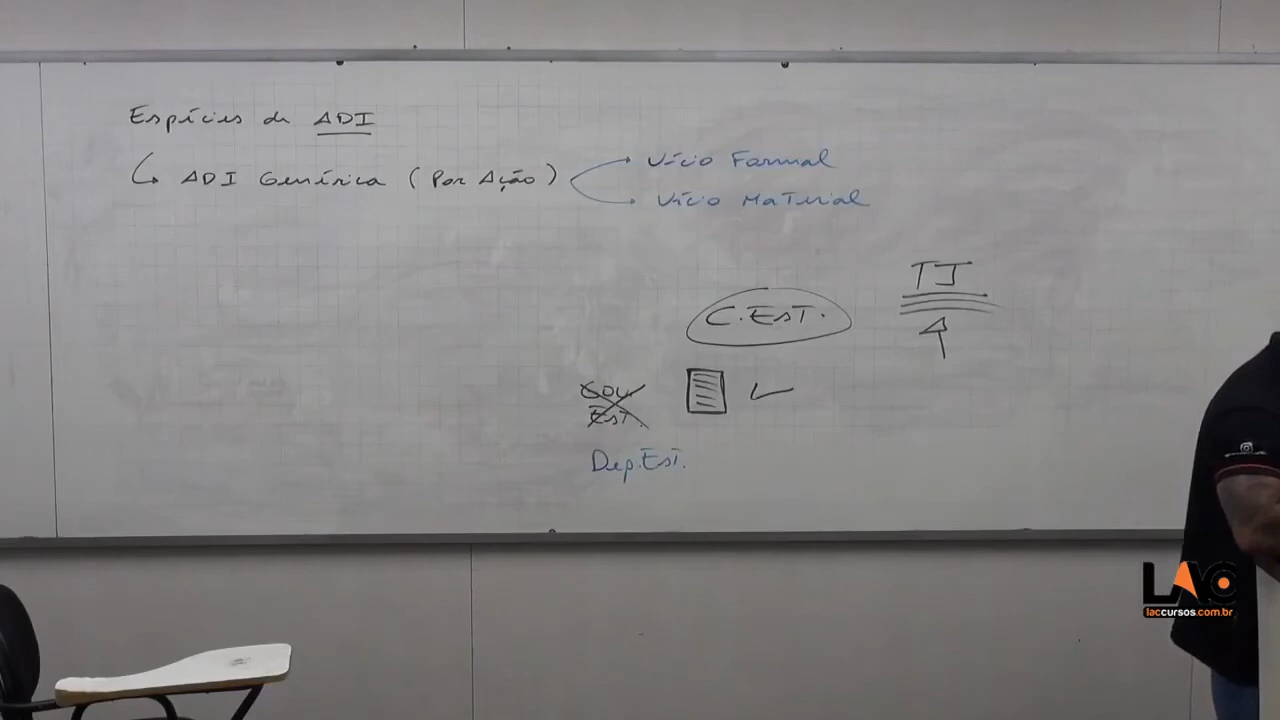 Espécies de ADI
ADI Genérica (Por Ação)
Vício Formal
Vício Material
TJ
C.EST.
GOV.
EST.
Dep.EST.
LAC
laccursos.com.br